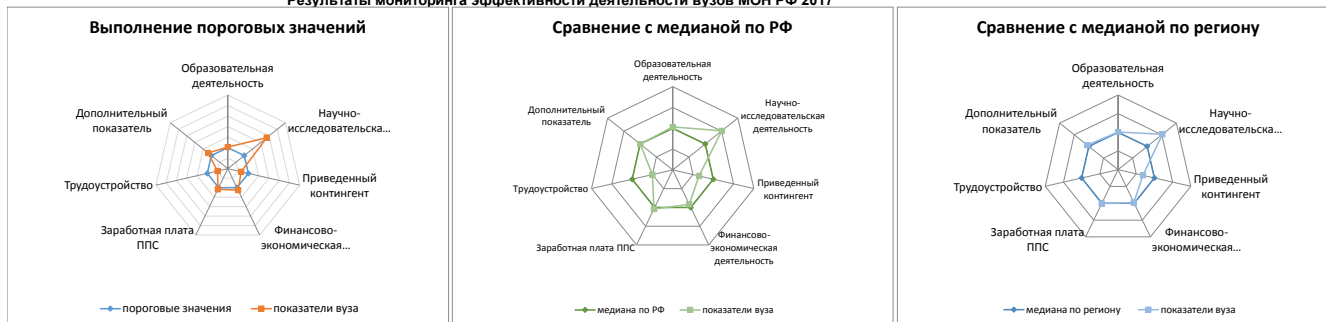 Результаты мониторинга эффективности деятельности вузов МОН РФ 2017
Выполнение пороговых значений
Образовательная
деятельность
Научно-
исследовательска...
Приведенный
контингент
Финансово-
экономическая...
Заработная плата
ППС
Трудоустройство
Дополнительный
показатель
пороговые значения
показатели вуза
Сравнение с медианой по РФ
Образовательная
деятельность
Научно-
исследовательская
деятельность
Приведенный
контингент
Финансово-
экономическая
деятельность
Заработная плата ППС
Трудоустройство
Дополнительный
показатель
медиана по РФ
показатели вуза
Сравнение с медианой по региону
Образовательная
деятельность
Научно-
исследовательска...
Приведенный
контингент
Финансово-
экономическая...
Заработная плата
ППС
Трудоустройство
Дополнительный
показатель
медиана по региону
показатели вуза